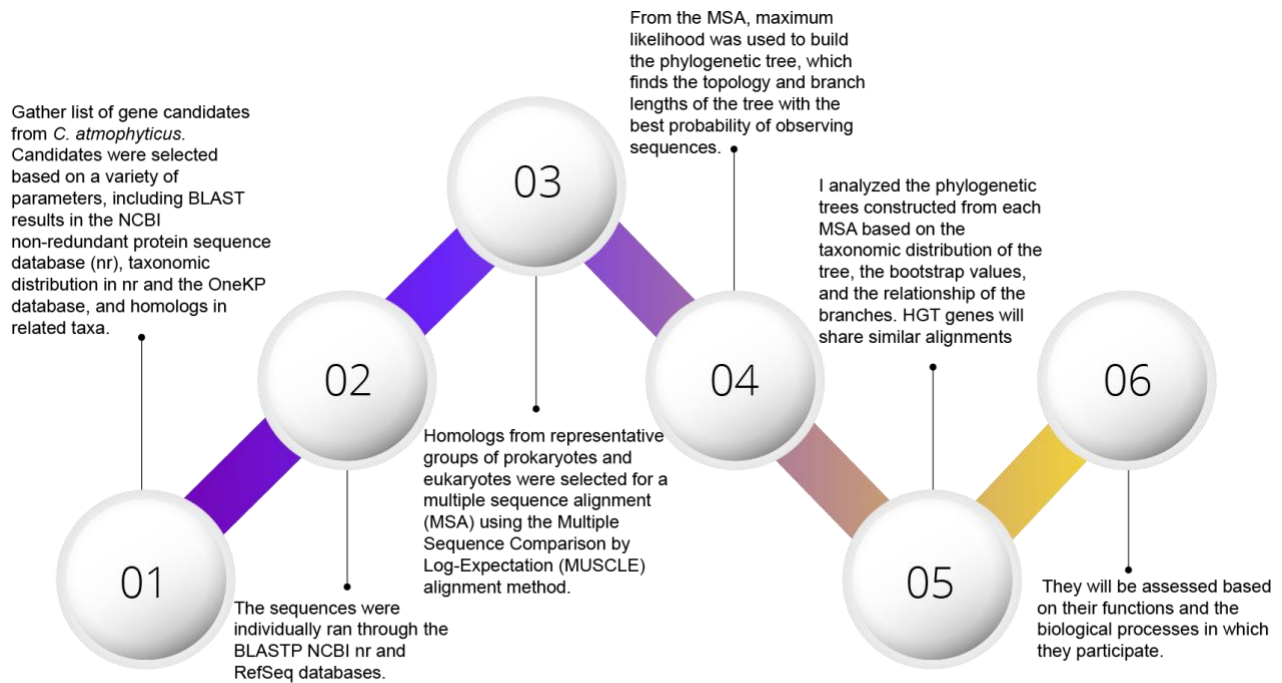 01
Gather list of gene candidates
from C. atmophyticus.
Candidates were selected
based on a variety of
parameters, including BLAST
results in the NCBI
non-redundant protein sequence
database (nr), taxonomic
distribution in nr and the OneKP
database, and homologs in
related taxa.
02
The sequences were
individually ran through the
BLASTP NCBI nr and
RefSeq databases.
03
Homologs from representative
groups of prokaryotes and
eukaryotes were selected for a
multiple sequence alignment
(MSA) using the Multiple
Sequence Comparison by
Log-Expectation (MUSCLE)
alignment method.
04
From the MSA, maximum
likelihood was used to build
the phylogenetic tree, which
finds the topology and branch
lengths of the tree with the
best probability of observing
sequences.
05
I analyzed the phylogenetic
trees constructed from each
MSA based on the
taxonomic distribution of the
tree, the bootstrap values,
and the relationship of the
branches. HGT genes will
share similar alignments
06
They will be assessed based
on their functions and the
biological processes in which
they participate.